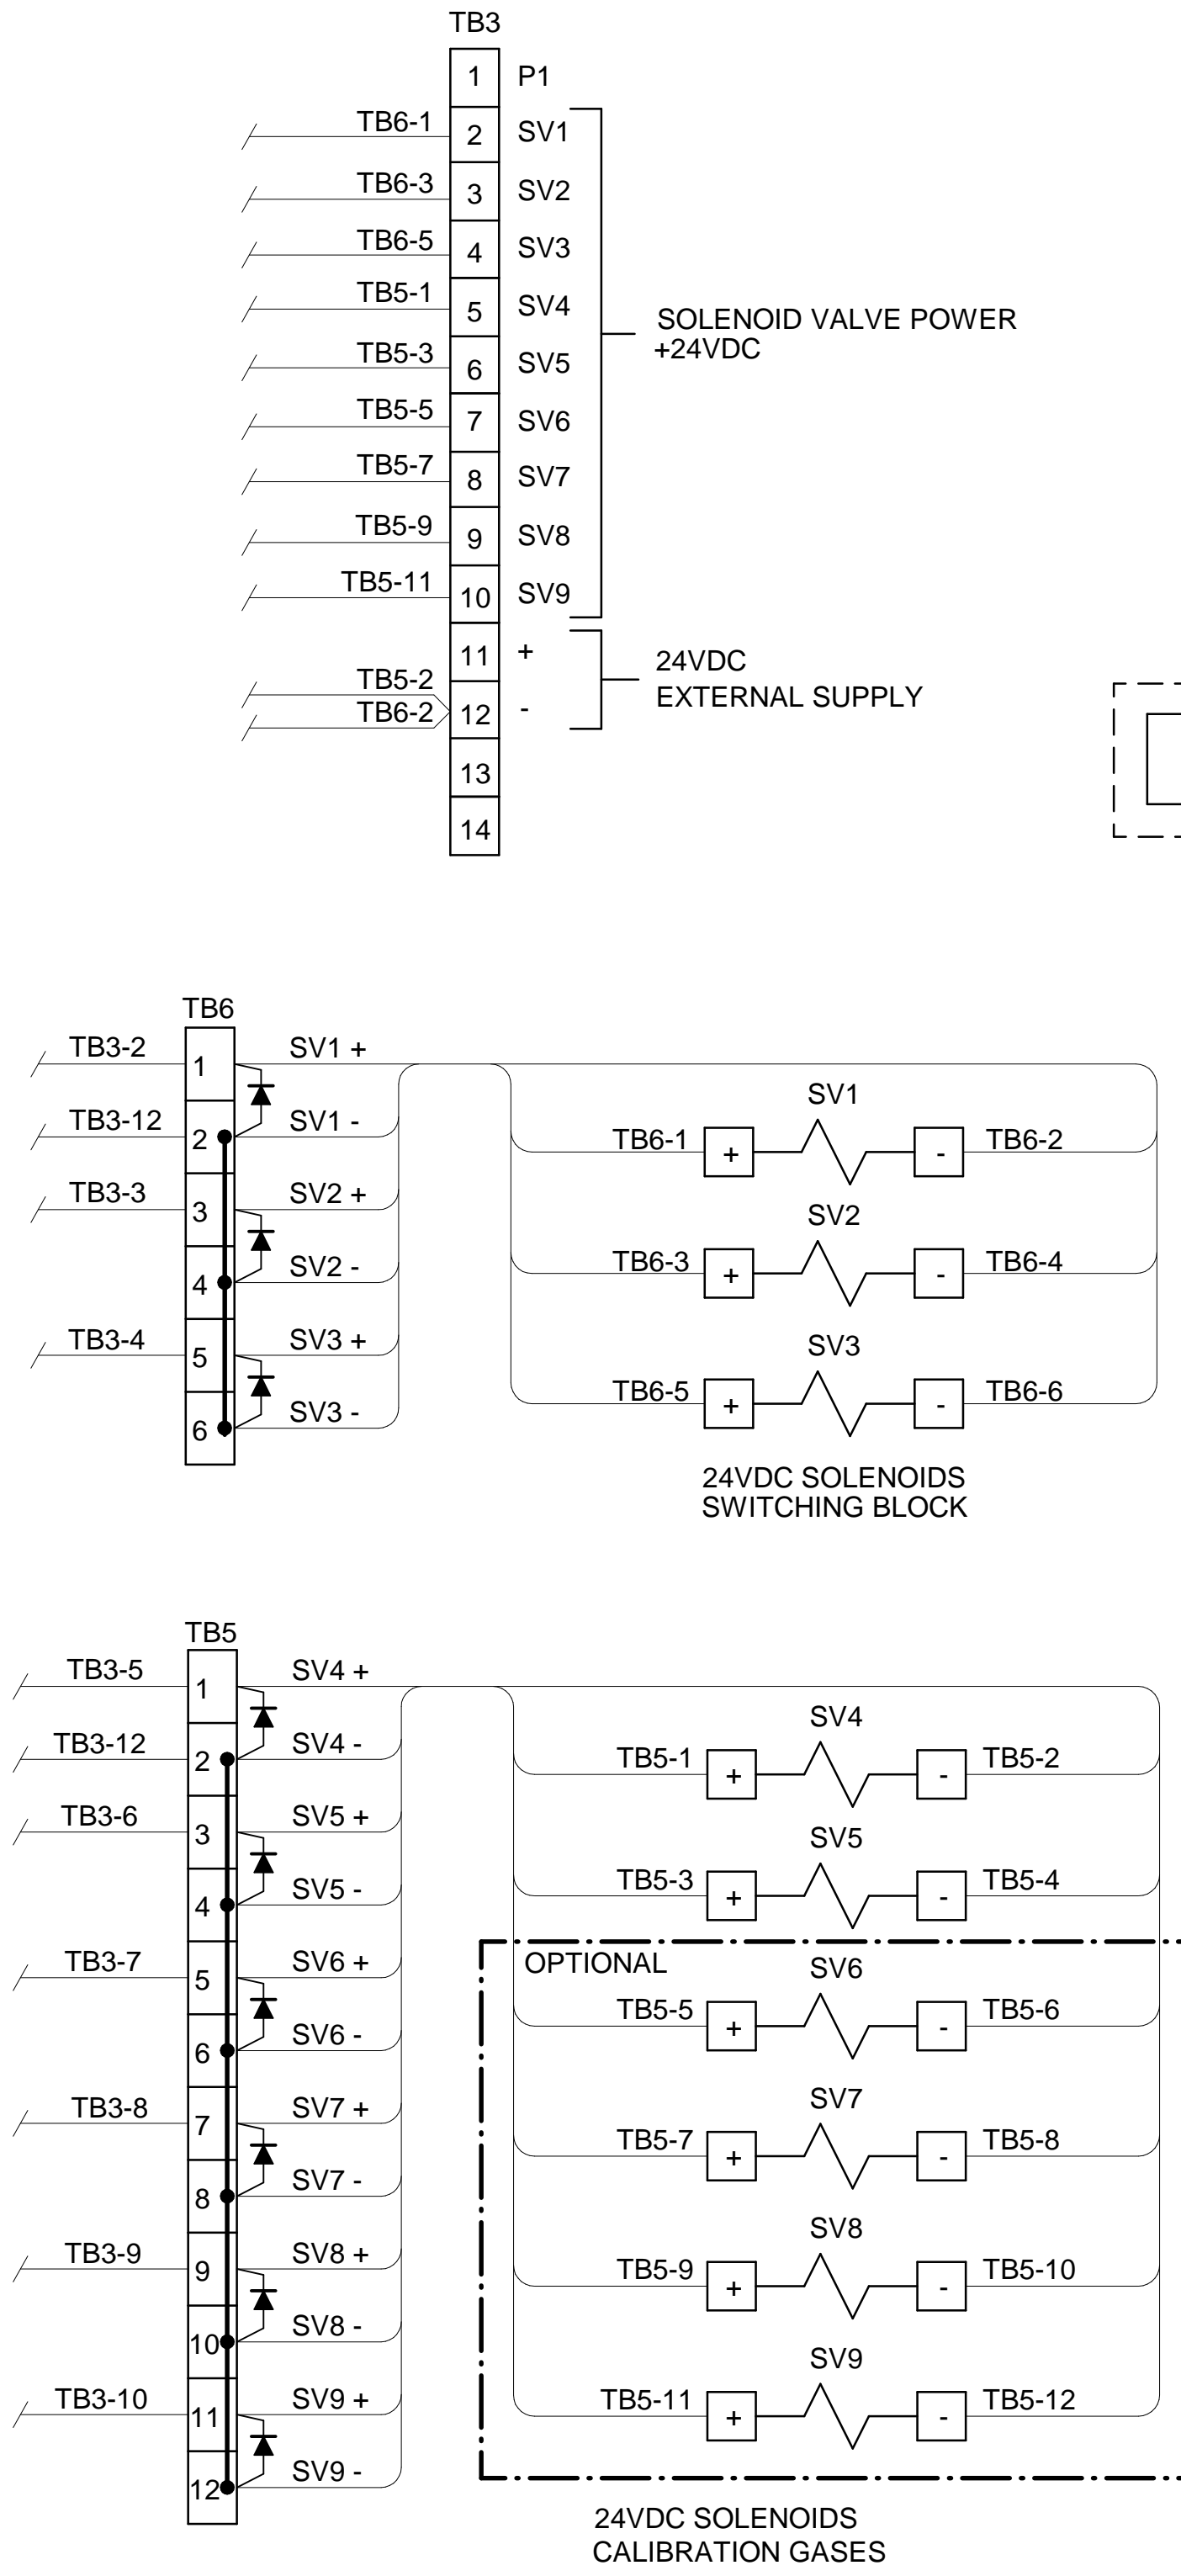 TB3
1 P1
TB6-1 2 SV1
TB6-3 3 SV2
TB6-5 4 SV3
TB5-1 5 SV4
SOLENOID VALVE POWER
+24VDC
TB5-3 6 SV5
TB5-5 7 SV6
TB5-7 8 SV7
TB5-9 9 SV8
TB5-11 10 SV9
11 +
24VDC
EXTERNAL SUPPLY
TB5-2
TB6-2 12 -
13
14
TB6
TB3-2 1 SV1 +
TB3-12 2 SV1 -
TB3-3 3 SV2 +
4 SV2 -
TB3-4 5 SV3 +
6 SV3 -
SV1
TB6-1 + - TB6-2
SV2
TB6-3 + - TB6-4
SV3
TB6-5 + - TB6-6
24VDC SOLENOIDS
SWITCHING BLOCK
TB5
TB3-5 1 SV4 +
TB3-12 2 SV4 -
TB3-6 3 SV5 +
4 SV5 -
TB3-7 5 SV6 +
6 SV6 -
TB3-8 7 SV7 +
8 SV7 -
TB3-9 9 SV8 +
10 SV8 -
TB3-10 11 SV9 +
12 SV9 -
SV4
TB5-1 + - TB5-2
SV5
TB5-3 + - TB5-4
OPTIONAL
SV6
TB5-5 + - TB5-6
SV7
TB5-7 + - TB5-8
SV8
TB5-9 + - TB5-10
SV9
TB5-11 + - TB5-12
24VDC SOLENOIDS
CALIBRATION GASES